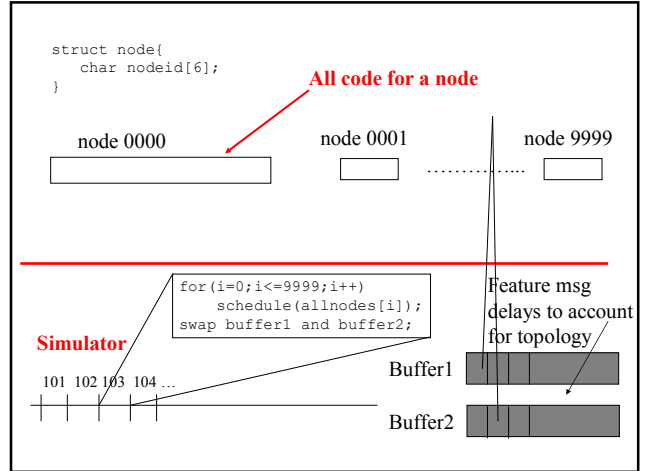 struct node{
char nodeid[6];
}
All code for a node
node 0000
node 0001
node 9999
..................
for(i=0;i<=9999;i++)
schedule(allnodes[i]);
swap buffer1 and buffer2;
Feature msg
delays to account
for topology
Simulator
101 102 103 104 ...
Buffer1
Buffer2